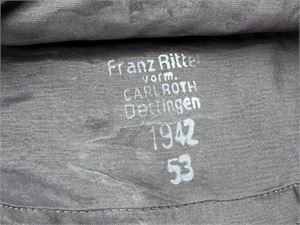 Franz Ritter
vorm.
CARL ROTH
Dettingen
1942
53